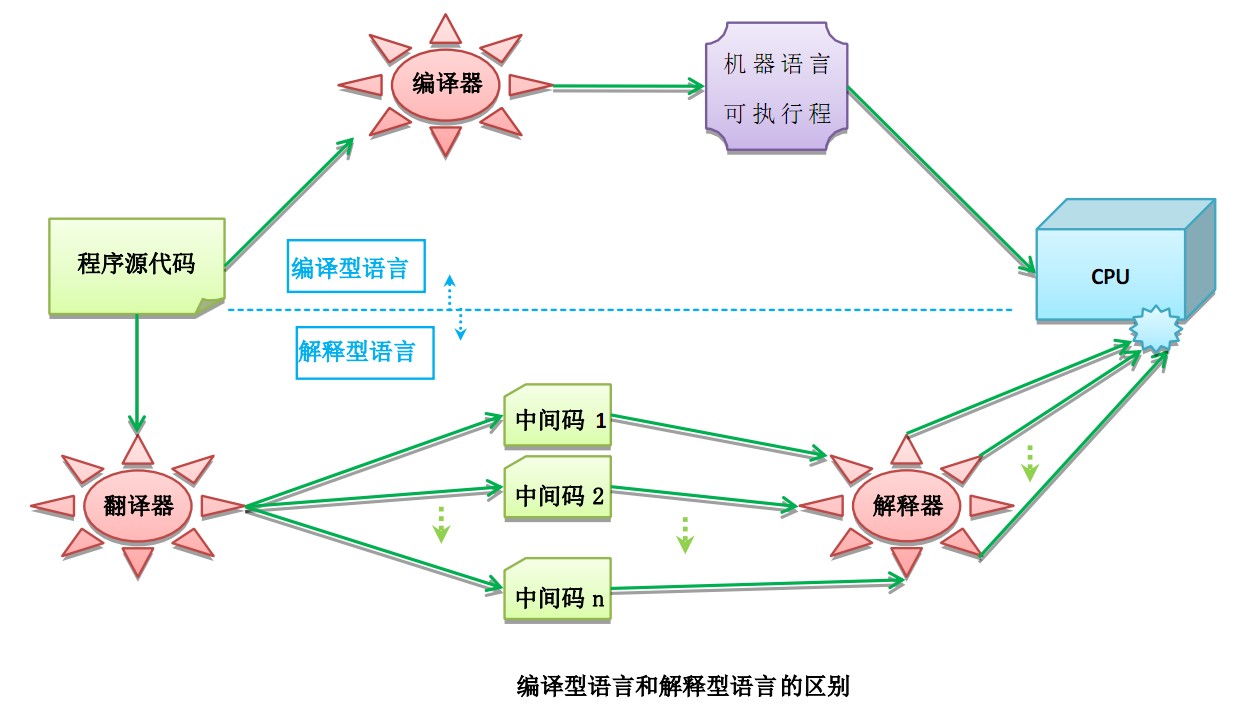 编译器
机器语言
可执行程
程序源代码
编译型语言
CPU
解释型语言
中间码 1
翻译器
中间码 2
解释器
中间码 n
编译型语言和解释型语言的区别